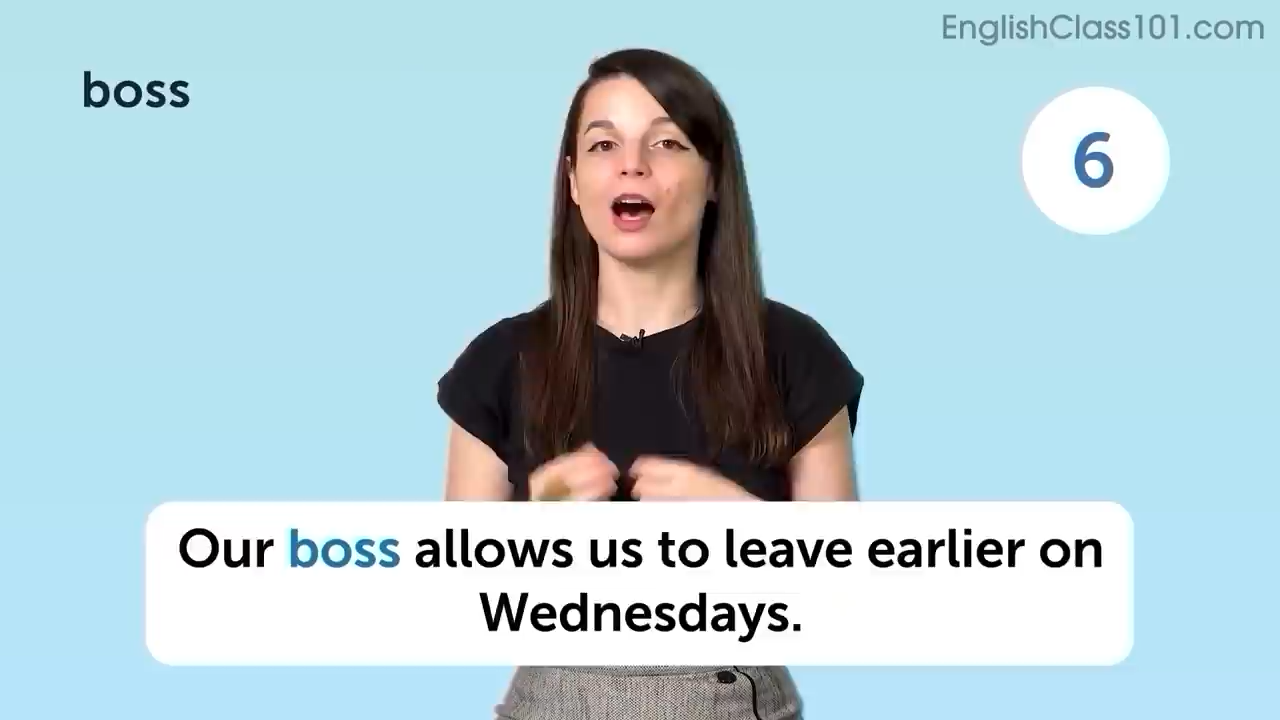 EnglishClass101.com
boss
6
Our boss allows us to leave earlier on
Wednesdays.